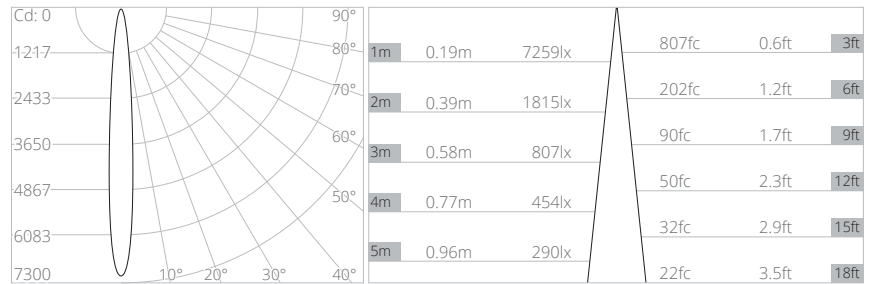 Cd: 0
1217
2433
3650
4867
6083
7300
10°
20°
30°
40°
50°
60°
70°
80°
90°
1m 0.19m 7259lx
2m 0.39m 1815lx
3m 0.58m 807lx
4m 0.77m 454lx
5m 0.96m 290lx
807fc 0.6ft 3ft
202fc 1.2ft 6ft
90fc 1.7ft 9ft
50fc 2.3ft 12ft
32fc 2.9ft 15ft
22fc 3.5ft 18ft